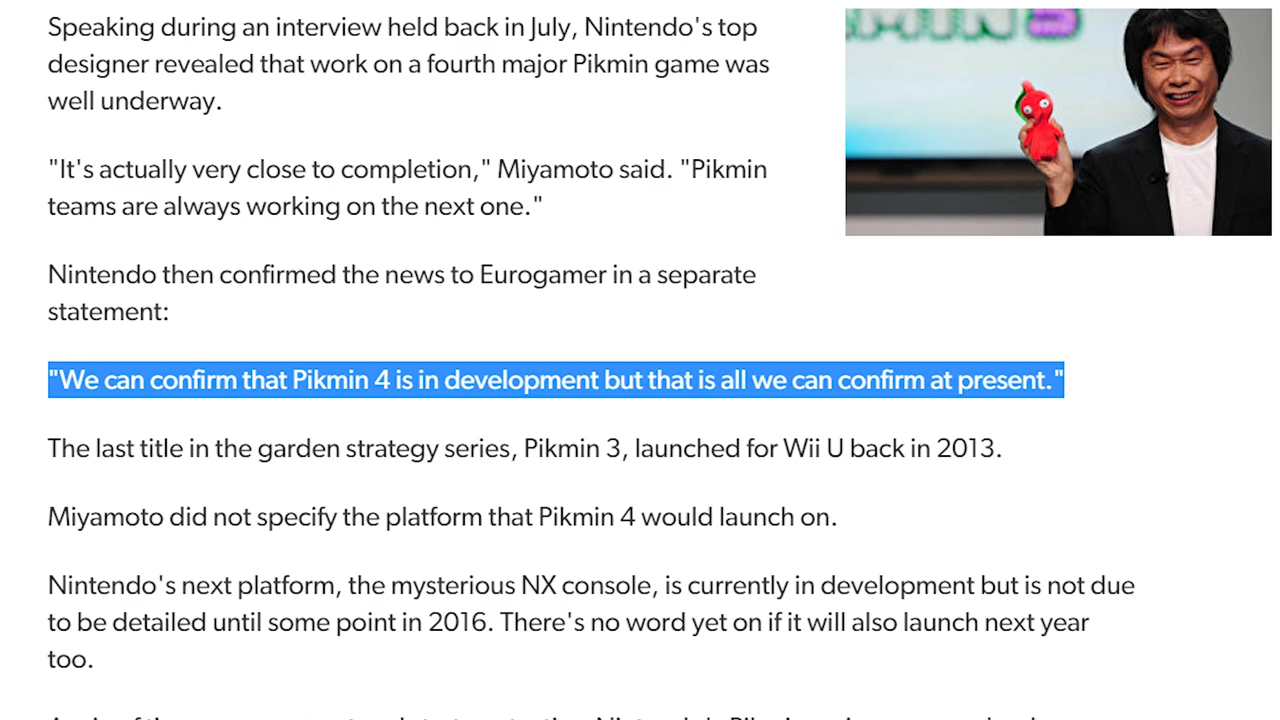 Speaking during an interview held back in July, Nintendo's top
designer revealed that work on a fourth major Pikmin game was
well underway.
"It's actually very close to completion," Miyamoto said. "Pikmin
teams are always working on the next one."
Nintendo then confirmed the news to Eurogamer in a separate
statement:
"We can confirm that Pikmin 4 is in development but that is all we can confirm at present."
The last title in the garden strategy series, Pikmin 3, launched for Wii U back in 2013.
Miyamoto did not specify the platform that Pikmin 4 would launch on.
Nintendo's next platform, the mysterious NX console, is currently in development but is not due
to be detailed until some point in 2016. There's no word yet on if it will also launch next year
too.